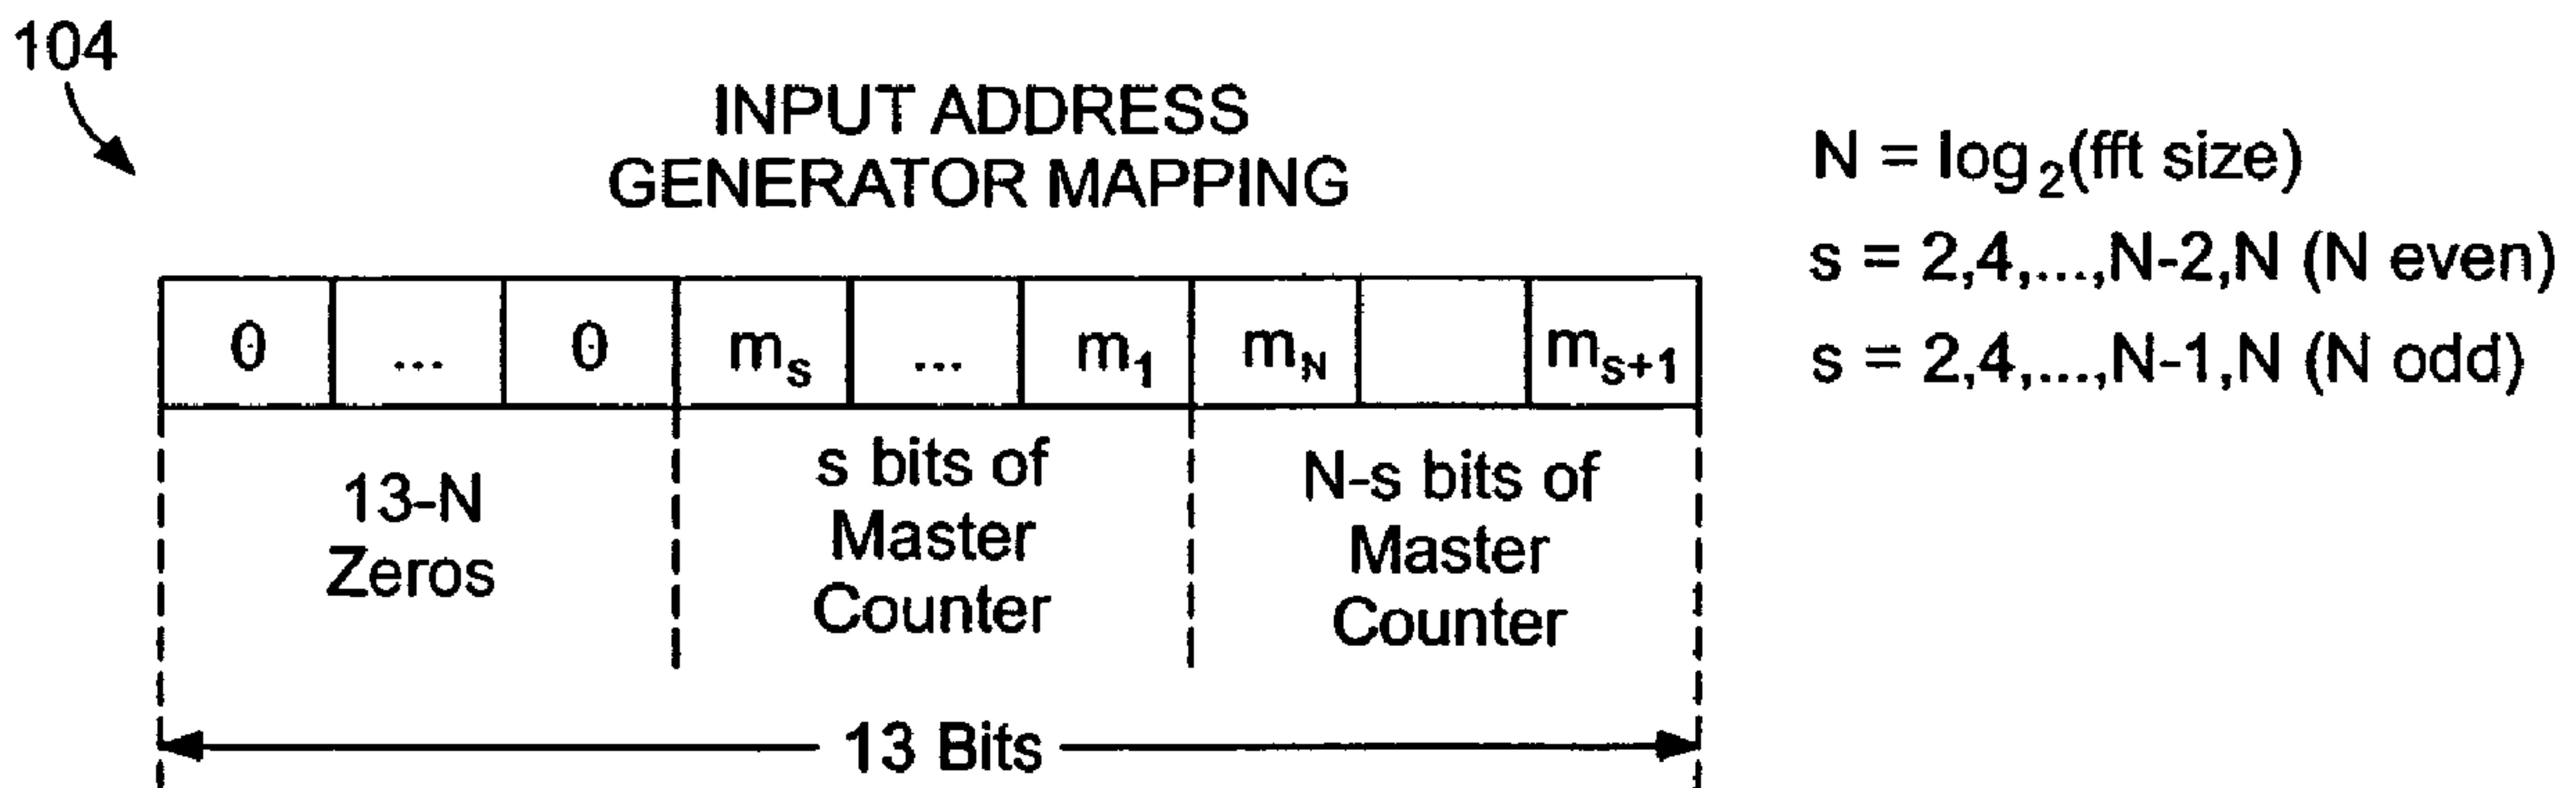 104
INPUT ADDRESS
GENERATOR MAPPING
N = log2(fft size)
s = 2,4,...,N-2,N (N even)
s = 2,4,...,N-1,N (N odd)
0 ... 0 ms ... m1 mN ms+1
13-N
Zeros
s bits of
Master
Counter
N-s bits of
Master
Counter
13 Bits